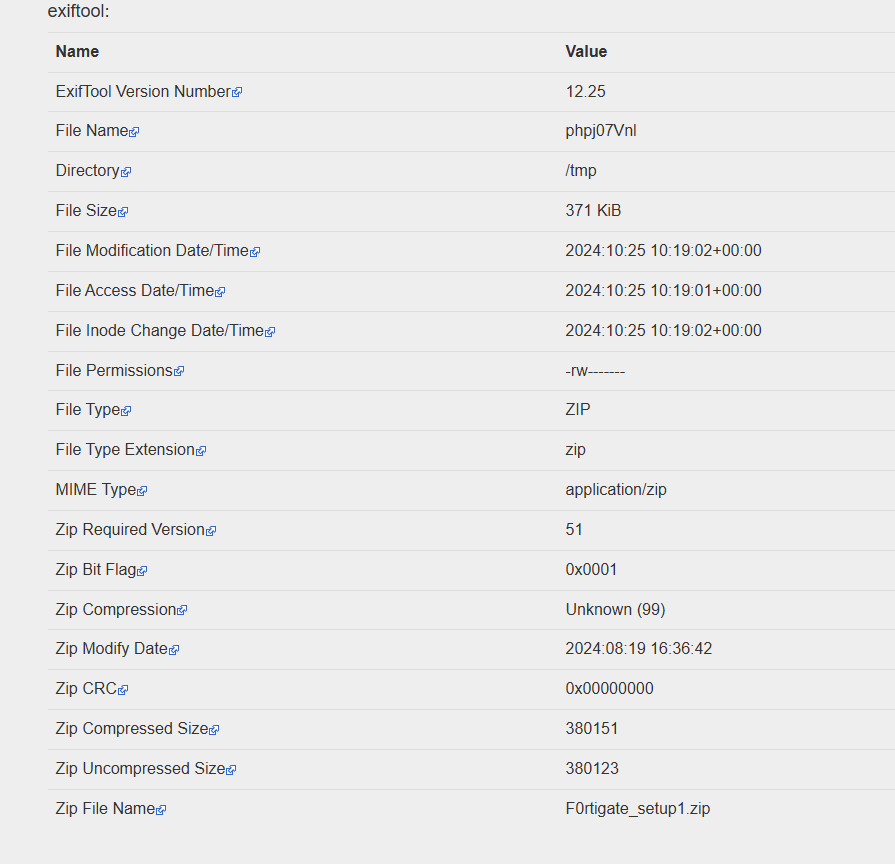 exiftool:
Name Value
ExifTool Version Number 12.25
File Name phpj07Vnl
Directory /tmp
File Size 371 KiB
File Modification Date/Time 2024:10:25 10:19:02+00:00
File Access Date/Time 2024:10:25 10:19:01+00:00
File Inode Change Date/Time 2024:10:25 10:19:02+00:00
File Permissions -rw-------
File Type ZIP
File Type Extension zip
MIME Type application/zip
Zip Required Version 51
Zip Bit Flag 0x0001
Zip Compression Unknown (99)
Zip Modify Date 2024:08:19 16:36:42
Zip CRC 0x00000000
Zip Compressed Size 380151
Zip Uncompressed Size 380123
Zip File Name F0rtigate_setup1.zip